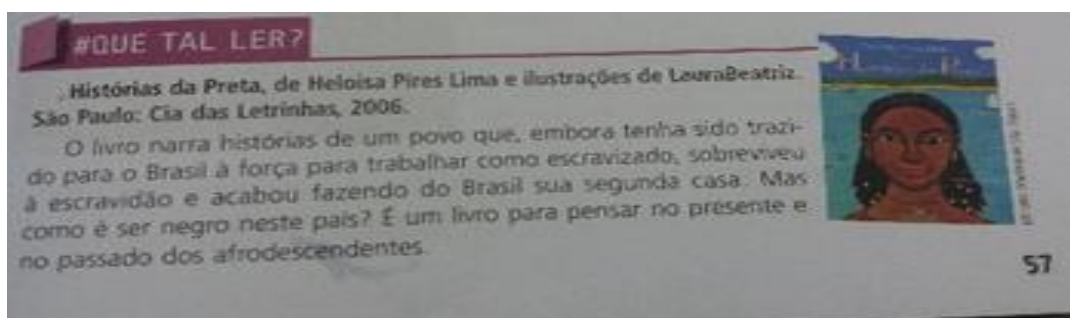 #QUE TAL LER?
Histórias da Preta, de Heloisa Pires Lima e ilustrações de LauraBeatriz.
São Paulo: Cia das Letrinhas, 2006.
O livro narra histórias de um povo que, embora tenha sido trazi-
do para o Brasil à força para trabalhar como escravizado, sobreviveu
à escravidão e acabou fazendo do Brasil sua segunda casa. Mas
como é ser negro neste país? É um livro para pensar no presente e
no passado dos afrodescendentes.
57